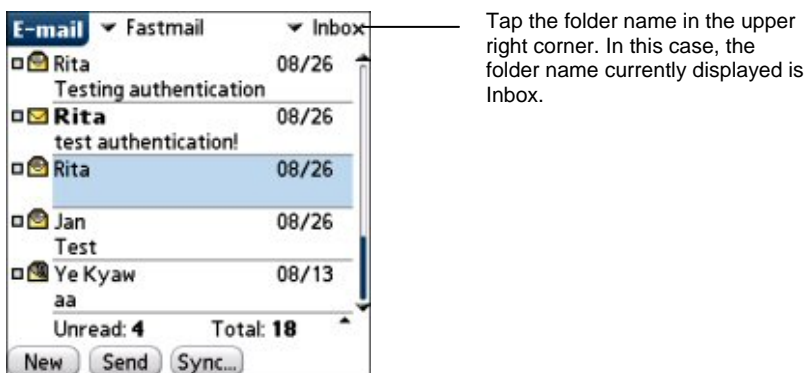 E-mail Fastmail Inbox
Rita 08/26
Testing authentication
Rita 08/26
test authentication!
Rita 08/26
Jan 08/26
Test
Ye Kyaw 08/13
aa
Unread: 4 Total: 18
New Send Sync...
Tap the folder name in the upper
right corner. In this case, the
folder name currently displayed is
Inbox.